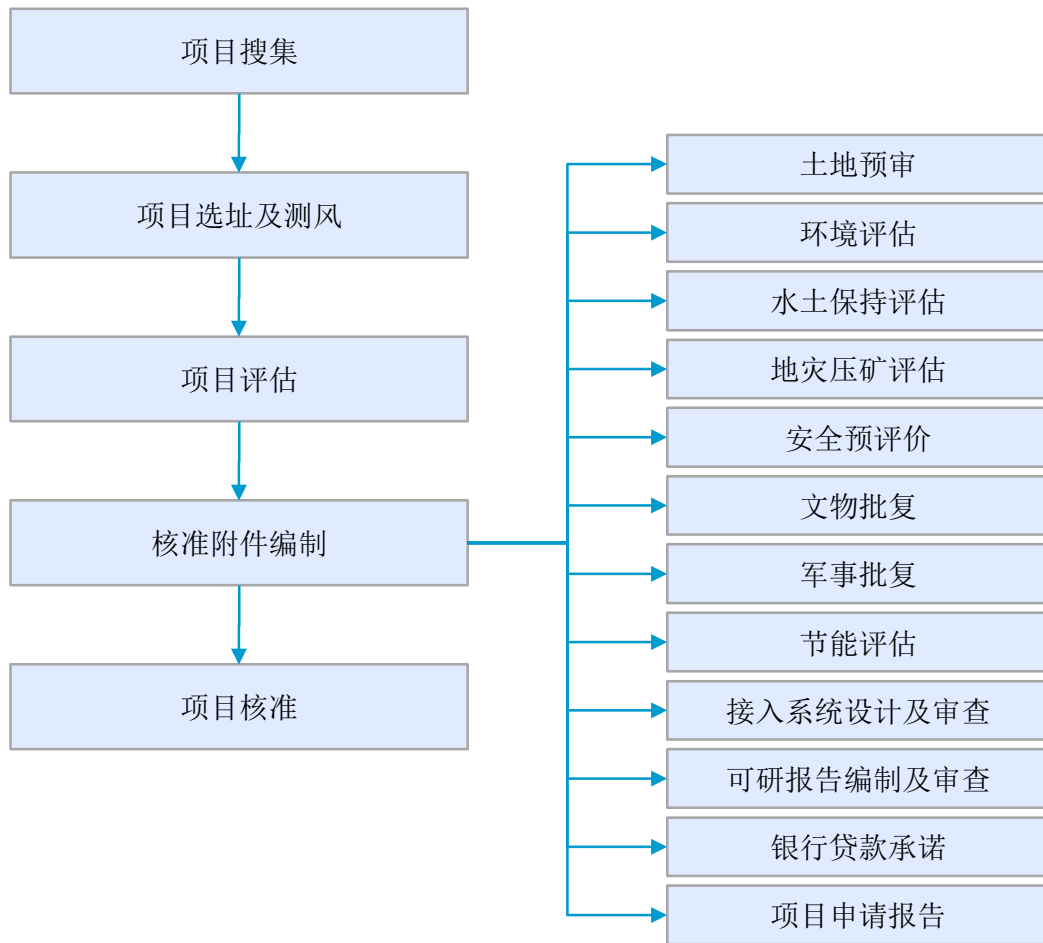 项目搜集
项目选址及测风
项目评估
核准附件编制
项目核准
土地预审
环境评估
水土保持评估
地灾压矿评估
安全预评价
文物批复
军事批复
节能评估
接入系统设计及审查
可研报告编制及审查
银行贷款承诺
项目申请报告